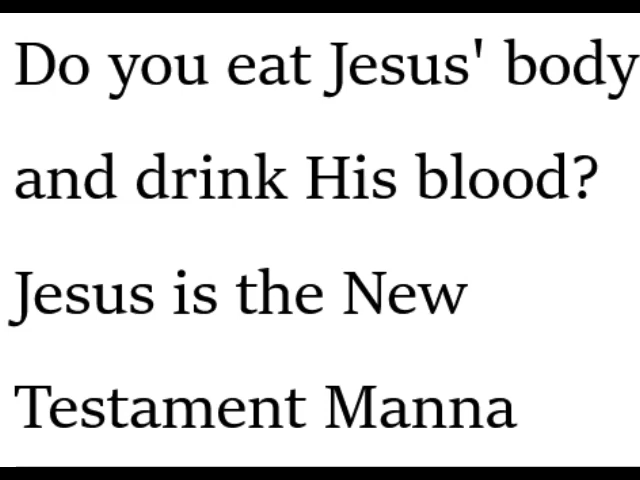 Do you eat Jesus' body
and drink His blood?
Jesus is the New
Testament Manna